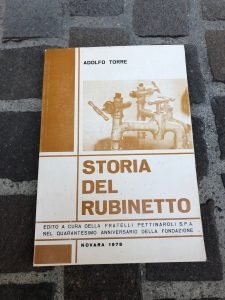 ADOLFO TORRE
STORIA
DEL
RUBINETTO
EDITO A CURA DELLA FRATELLI PETTINAROLI S.P.A.
NEL QUARANTESIMO ANNIVERSARIO DELLA FONDAZIONE
NOVARA 1978